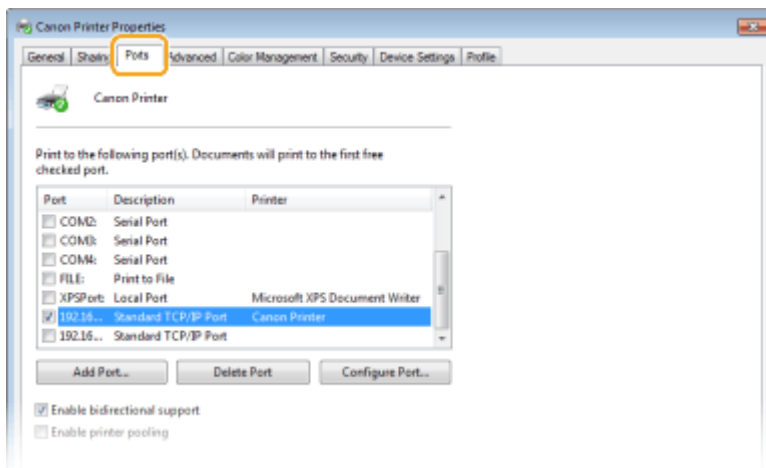 Canon Printer Properties
General Sharing Ports Advanced Color Management Security Device Settings Profile
Canon Printer
Print to the following port(s). Documents will print to the first free
checked port.
Port Description Printer
COM2: Serial Port
COM3: Serial Port
COM4: Serial Port
FILE: Print to File
XPSPort: Local Port Microsoft XPS Document Writer
192.16... Standard TCP/IP Port Canon Printer
192.16... Standard TCP/IP Port
Add Port... Delete Port Configure Port...
Enable bidirectional support
Enable printer pooling